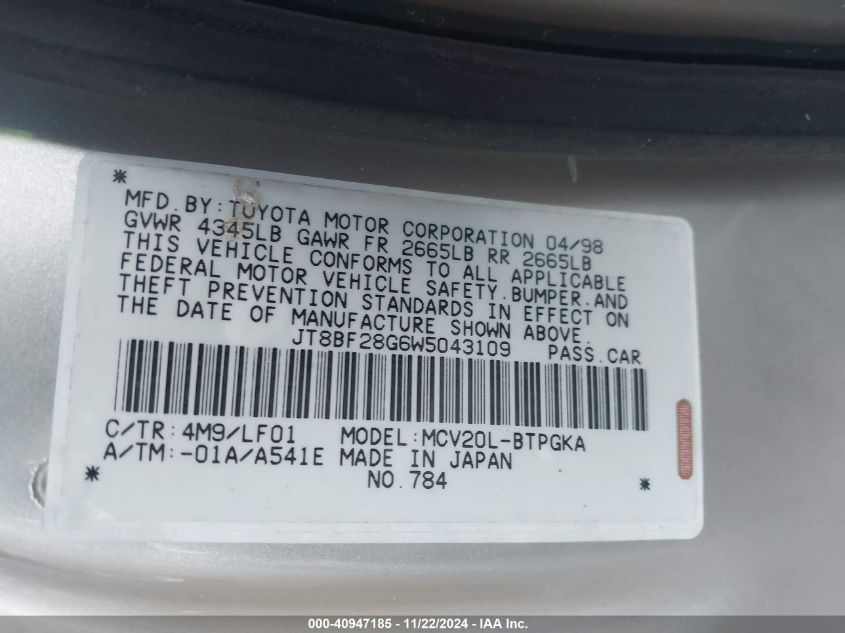 *
MFD.BY:TOYOTA MOTOR CORPORATION 04/98
GVWR 4345LB GAWR FR 2665LB RR 2665LB
THIS VEHICLE CONFORMS TO ALL APPLICABLE
FEDERAL MOTOR VEHICLE SAFETY.BUMPER.AND
THEFT PREVENTION STANDARDS IN EFFECT ON
THE DATE OF MANUFACTURE SHOWN ABOVE.
JT8BF28G6W5043109 PASS.CAR
C/TR:4M9/LF01 MODEL:MCV20L-BTPGKA
A/TM:-01A/A541E MADE IN JAPAN
* NO.784 *
000-40947185 - 11/22/2024 - IAA Inc.